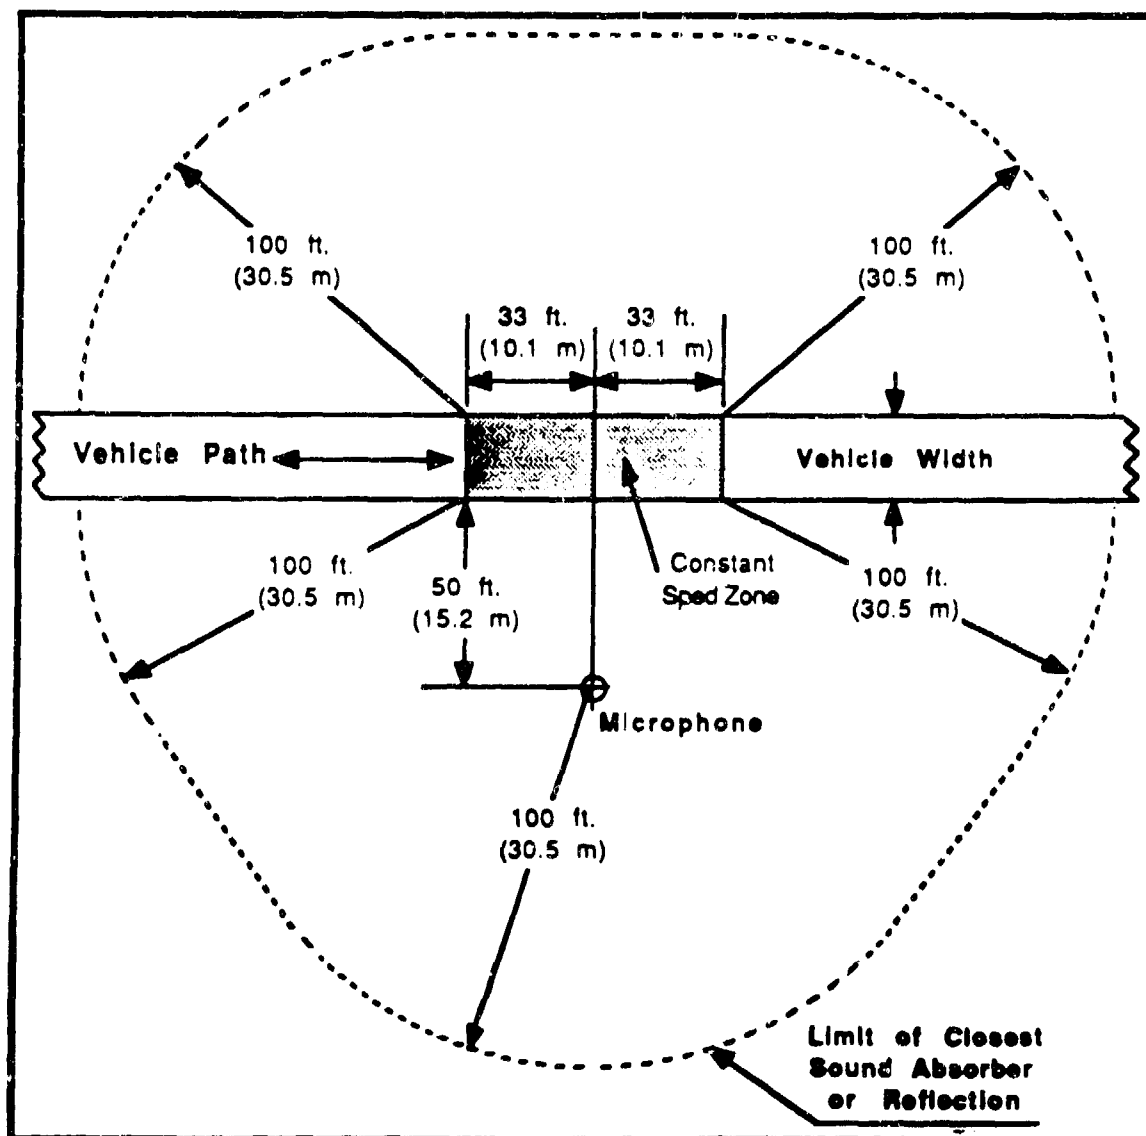 100 ft.
(30.5 m)
100 ft.
(30.5 m)
33 ft.
(10.1 m)
33 ft.
(10.1 m)
Vehicle Path
Vehicle Width
100 ft.
(30.5 m)
50 ft.
(15.2 m)
Constant
Sped Zone
100 ft.
(30.5 m)
Microphone
100 ft.
(30.5 m)
Limit of Closest
Sound Absorber
or Reflection